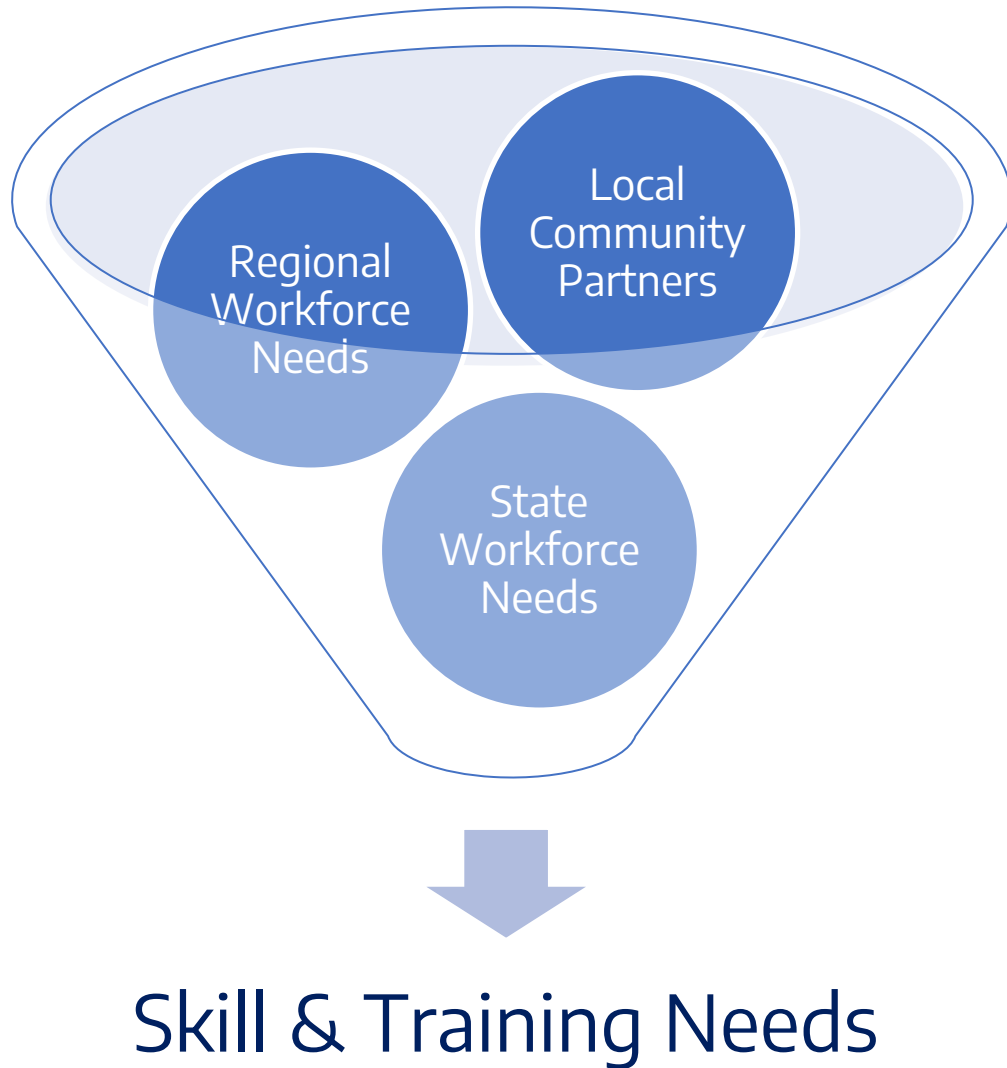 Local
Community
Partners
Regional
Workforce
Needs
State
Workforce
Needs
Skill & Training Needs